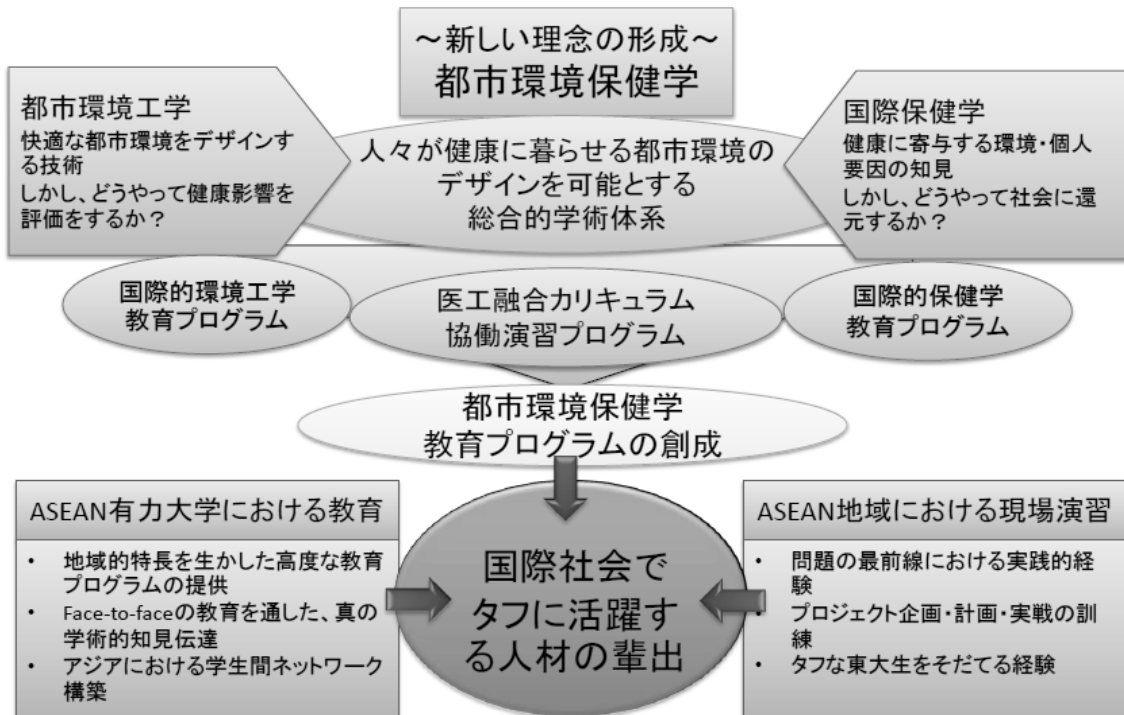 ～新しい理念の形成～
都市環境保健学
都市環境工学
快適な都市環境をデザインす
る技術
しかし、どうやって健康影響を
評価をするか？
人々が健康に暮らせる都市環境の
デザインを可能とする
総合的学術体系
国際保健学
健康に寄与する環境・個人
要因の知見
しかし、どうやって社会に還
元するか？
国際的環境工学
教育プログラム
医工融合カリキュラム
協働演習プログラム
国際的保健学
教育プログラム
都市環境保健学
教育プログラムの創成
ASEAN有力大学における教育
• 地域的特長を生かした高度な教育
プログラムの提供
• Face-to-faceの教育を通した、真の
学術的知見伝達
• アジアにおける学生間ネットワーク
構築
国際社会で
タフに活躍す
る人材の輩出
ASEAN地域における現場演習
• 問題の最前線における実践的経
験
• プロジェクト企画・計画・実戦の訓
練
• タフな東大生をそだてる経験